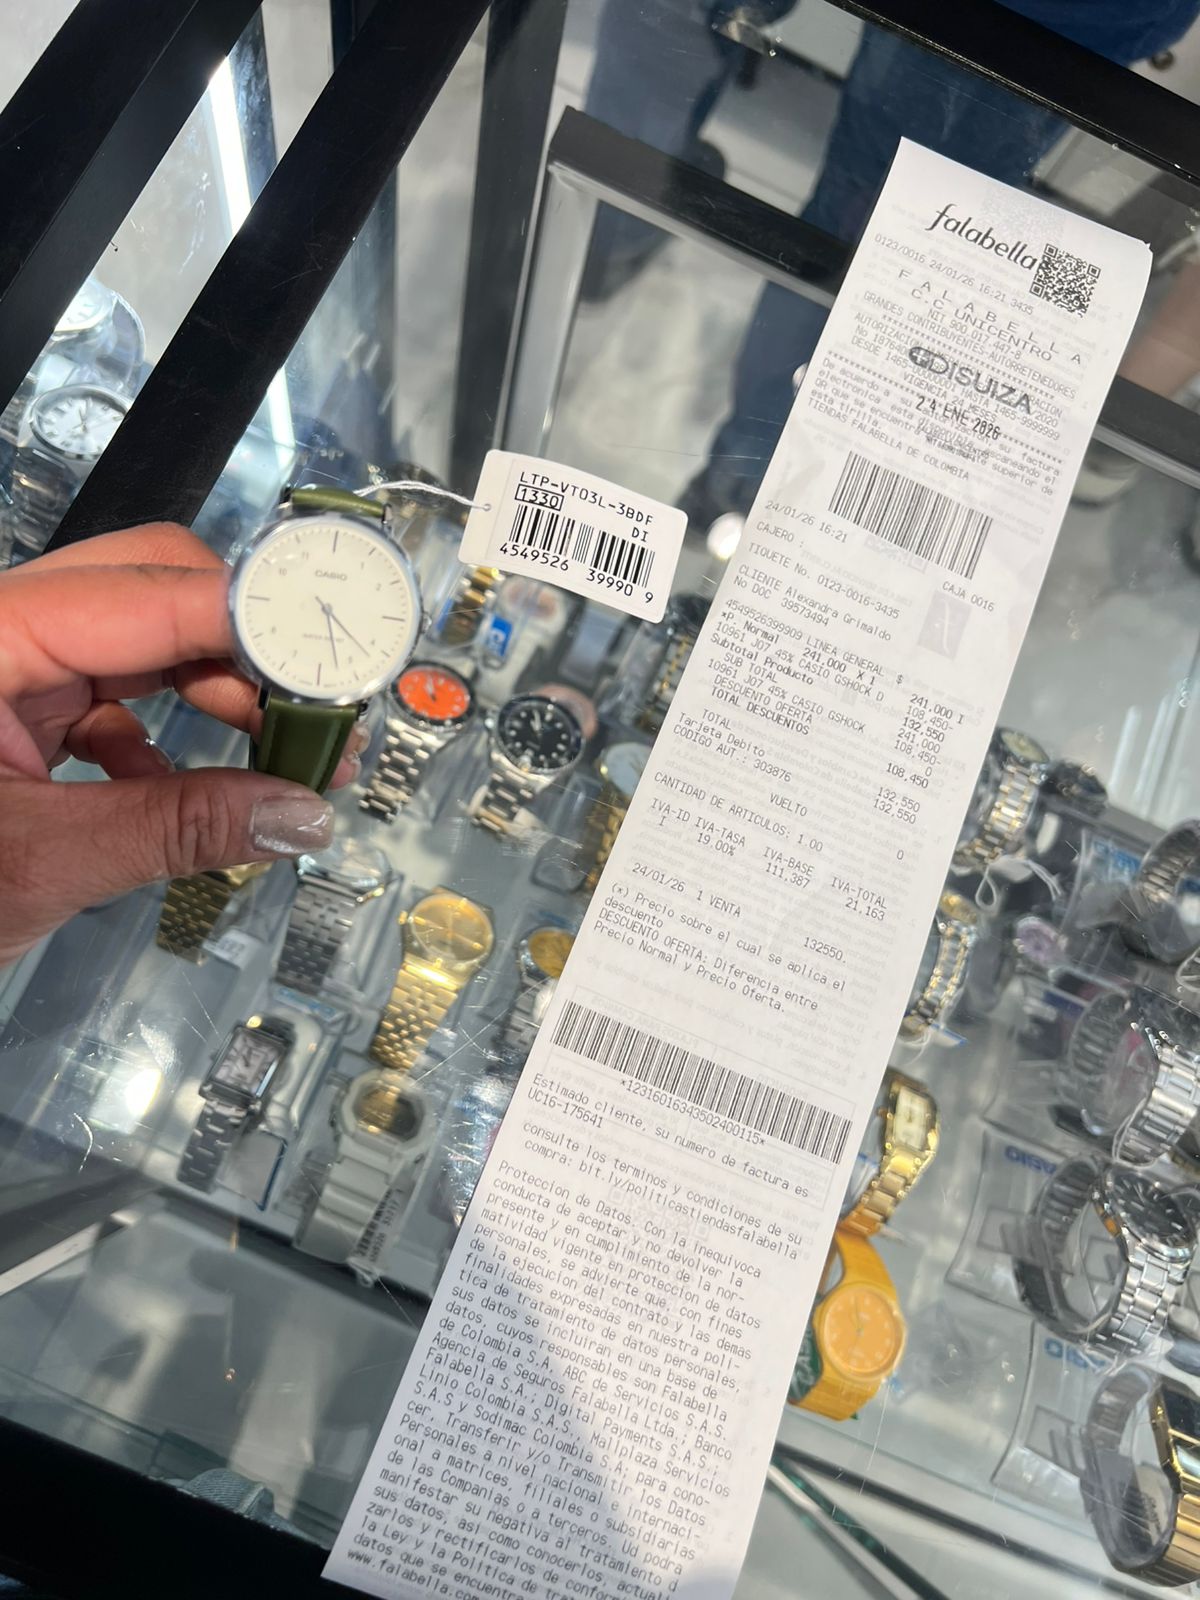 CASIO
LTP-VT03L-3BDF
1330 DI
4549526 39990 9
falabella
0123/0016 24/01/26 16:21 3435
F A L A B E L L A
C.C. UNICENTRO
NIT 900.017.447-8
GRANDES CONTRIBUYENTES-AUTORRETENEDORES
DISUIZA
24 ENE 2026
VIGENCIA 24 MESES
TIENDAS FALABELLA DE COLOMBIA
24/01/26 16:21
CAJERO : CAJA 0016
TIQUETE No. 0123-0016-3435
CLIENTE Alexandra Grimaldo
No DOC 39573494
4549526399909 LINEA GENERAL $
*P. Normal 241.000 X 1 241,000 I
10961 J07 45% CASIO GSHOCK D 108,450-
Subtotal Producto 132,550
SUB TOTAL 241,000
10961 J07 45% CASIO GSHOCK 108,450-
DESCUENTO OFERTA 0
TOTAL DESCUENTOS 108,450
TOTAL 132,550
Tarjeta Debito 132,550
CODIGO AUT.: 303876
VUELTO 0
CANTIDAD DE ARTICULOS: 1.00
IVA-ID IVA-TASA IVA-BASE IVA-TOTAL
I 19.00% 111,387 21,163
24/01/26 1 VENTA 132550.
(*) Precio sobre el cual se aplica el
descuento
DESCUENTO OFERTA: Diferencia entre
Precio Normal y Precio Oferta.
*12316016343502400115*
Estimado cliente, su numero de factura es
UC16-175641
consulte los terminos y condiciones de su
compra: bit.ly/politicastiendasfalabella
Proteccion de Datos. Con la inequivoca
conducta de aceptar y no devolver la
presente y en cumplimiento de la nor-
matividad vigente en proteccion de datos
personales, se advierte que, con fines
de la ejecucion del contrato y las demas
finalidades expresadas en nuestra poli-
tica de tratamiento de datos personales,
sus datos se incluiran en una base de
datos, cuyos responsables son Falabella
de Colombia S.A, ABC de Servicios S.A.S.
Agencia de Seguros Falabella Ltda.; Banco
Falabella S.A.; Digital Payments S.A.S.;
Linio Colombia S.A.S., Mallplaza Servicios
S.A.S y Sodimac Colombia S.A; para cono-
cer, Transferir y/o Transmitir los Datos
Personales a nivel nacional e internaci-
onal a matrices, filiales o subsidiarias
de las Companias o a terceros. Ud podra
manifestar su negativa al tratamiento d
sus datos, asi como conocerlos, actuali
zarlos y rectificarlos de conform
la Ley y la Politica de
datos que se encuentra
www.falabella.com